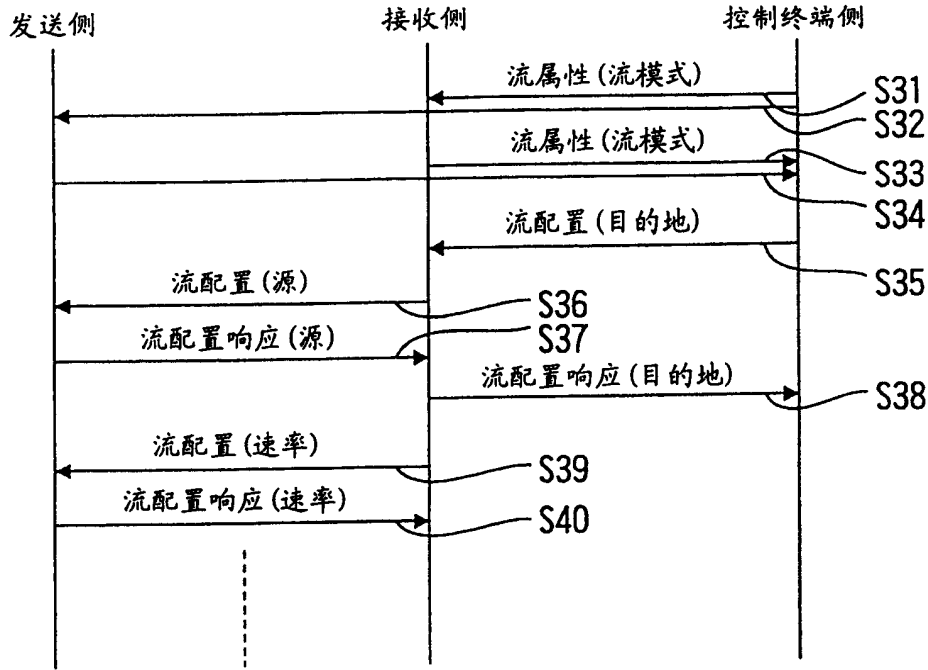 发送侧
接收侧
控制终端侧
流属性(流模式)
S31
S32
流属性(流模式)
S33
S34
流配置(目的地)
S35
流配置(源)
S36
流配置响应(源)
S37
流配置响应(目的地)
S38
流配置(速率)
S39
流配置响应(速率)
S40